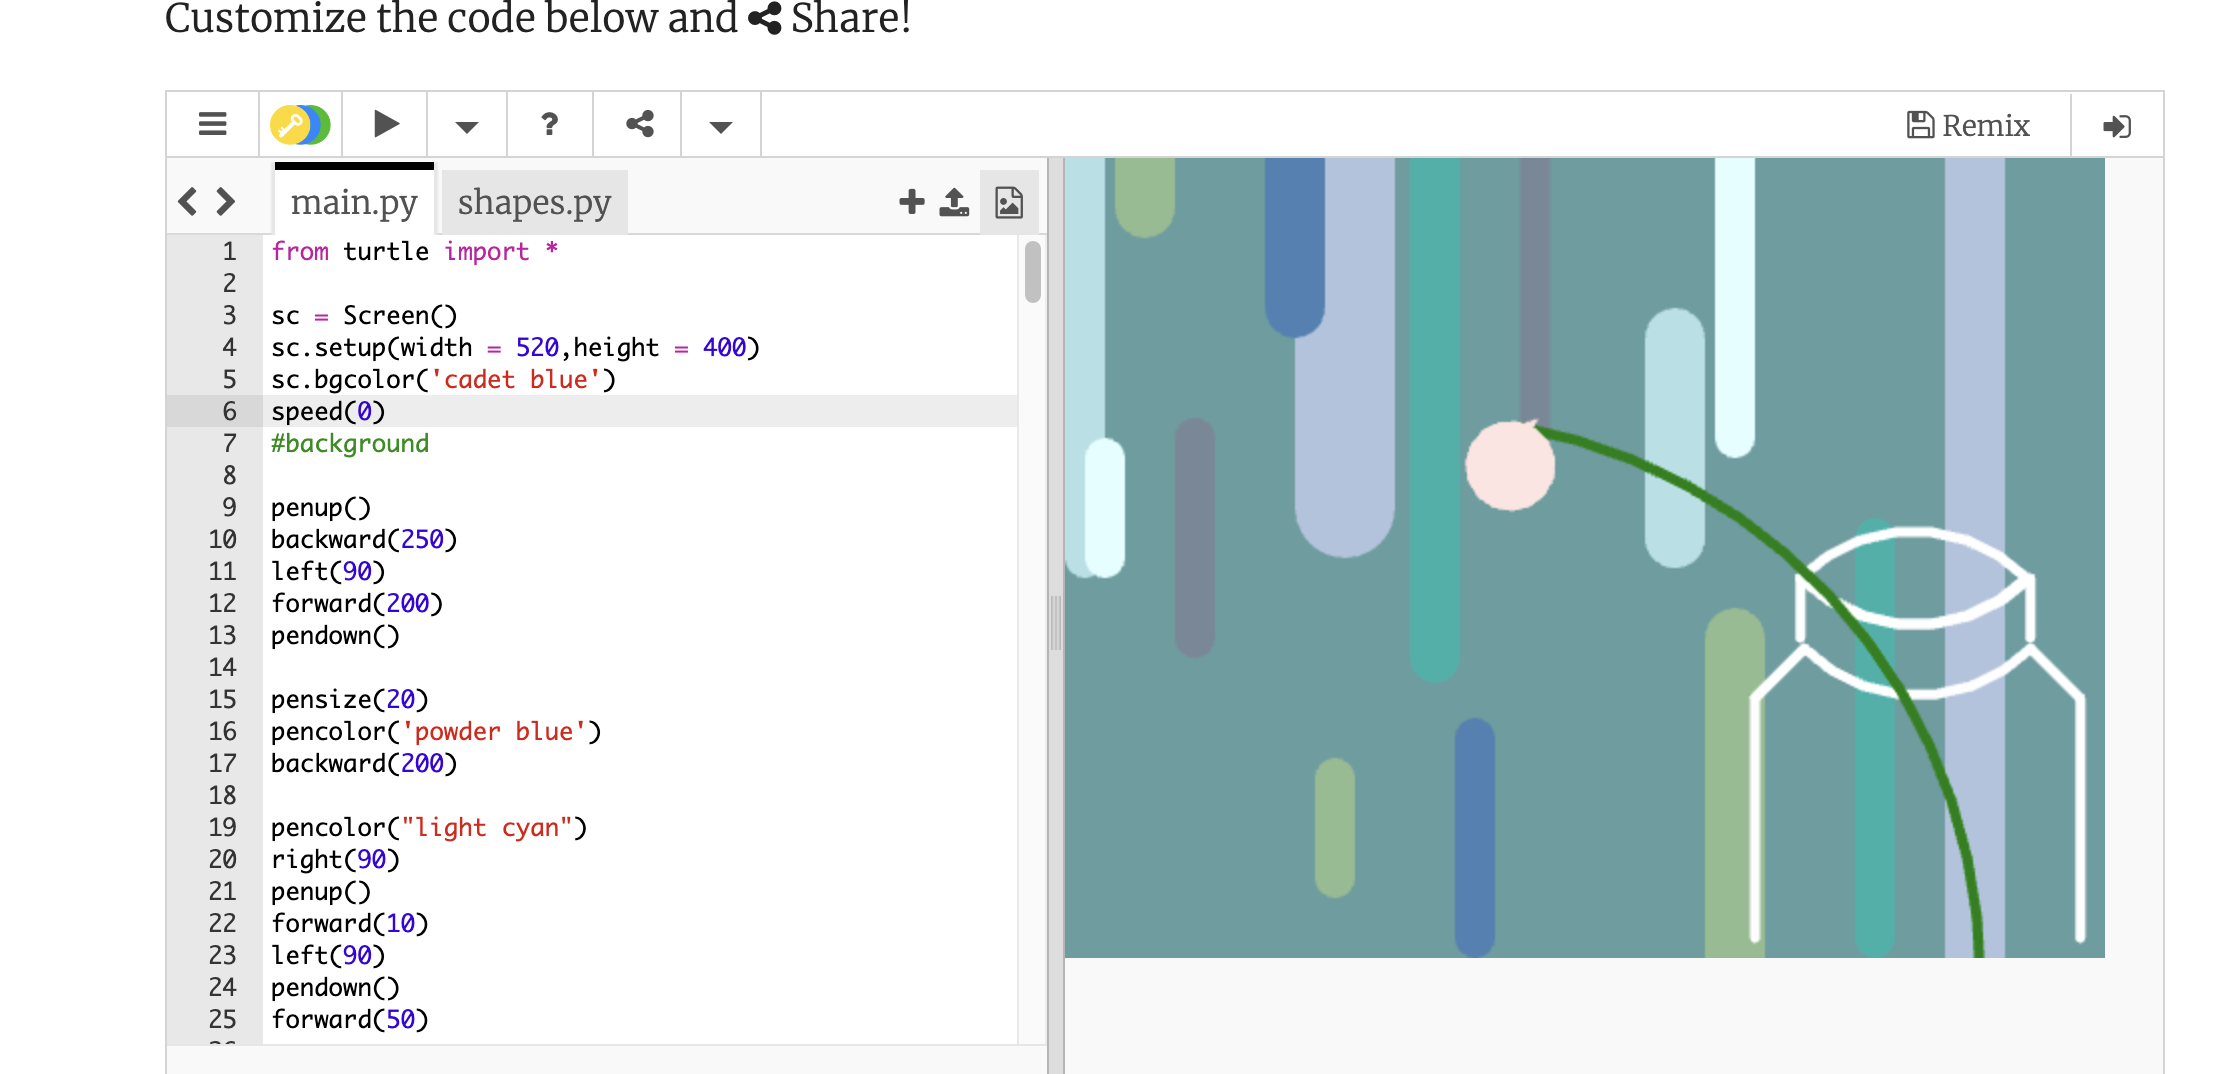 Customize the code below and Share!
? Remix
main.py shapes.py
1 from turtle import *
2
3 sc = Screen()
4 sc.setup(width = 520,height = 400)
5 sc.bgcolor('cadet blue')
6 speed(0)
7 #background
8
9 penup()
10 backward(250)
11 left(90)
12 forward(200)
13 pendown()
14
15 pensize(20)
16 pencolor('powder blue')
17 backward(200)
18
19 pencolor("light cyan")
20 right(90)
21 penup()
22 forward(10)
23 left(90)
24 pendown()
25 forward(50)